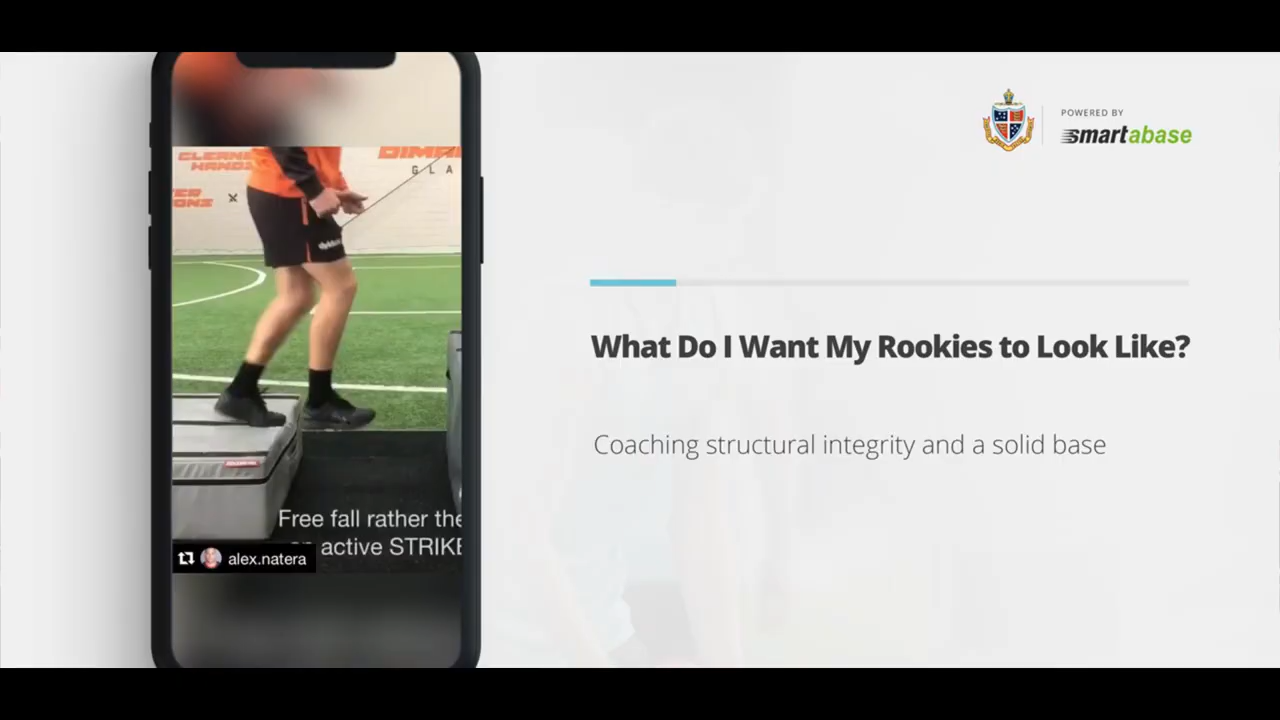 POWERED BY
smartabase
What Do I Want My Rookies to Look Like?
Coaching structural integrity and a solid base
GLA
Free fall rather the
active STRIKE
alex.natera